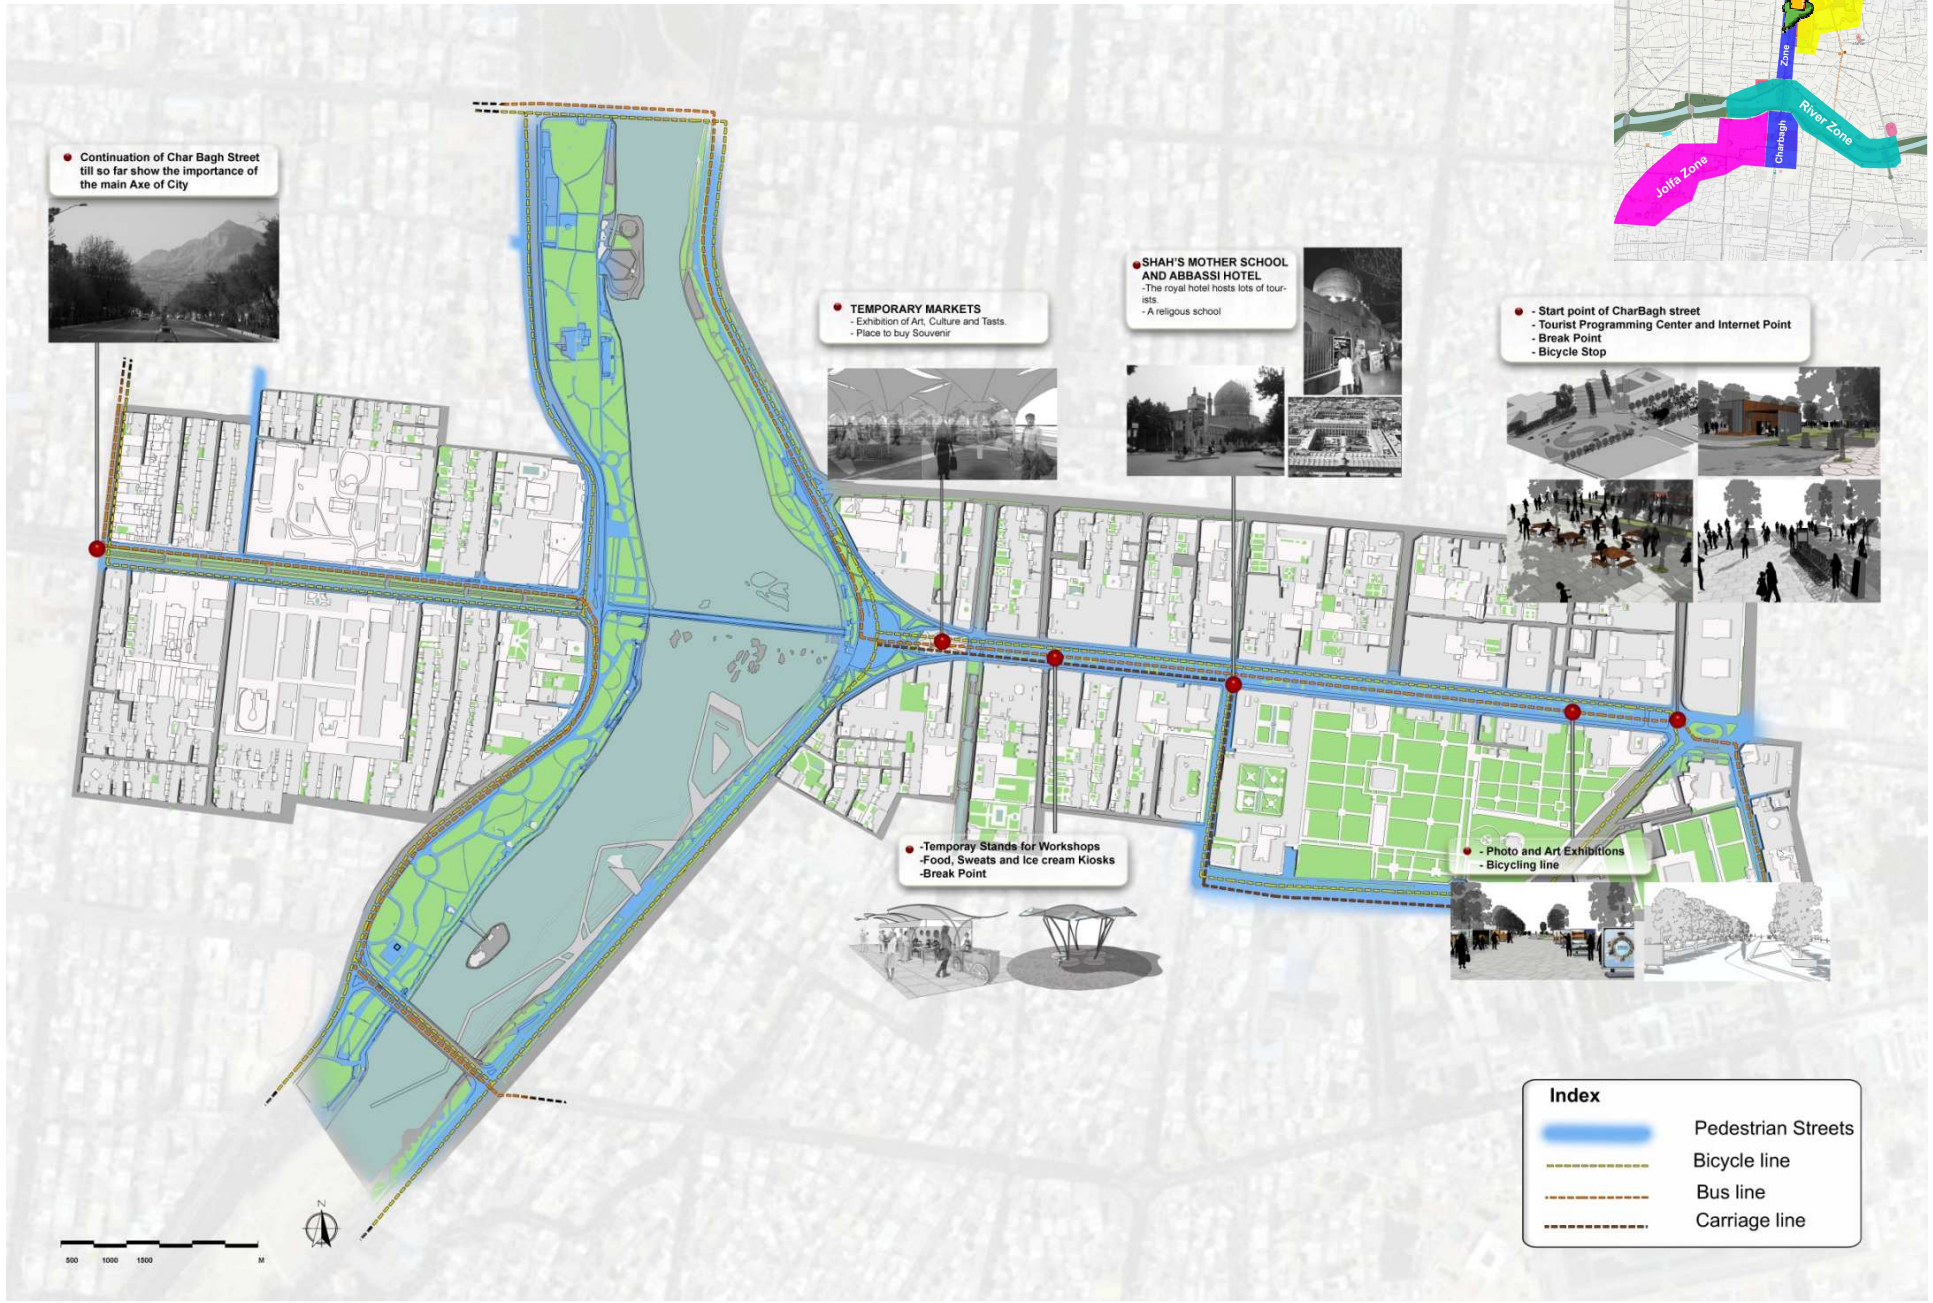 Zone
River Zone
Charbagh
Jolfa Zone
Continuation of Char Bagh Street
till so far show the importance of
the main Axe of City
TEMPORARY MARKETS
- Exhibition of Art, Culture and Tasts.
- Place to buy Souvenir
SHAH'S MOTHER SCHOOL
AND ABBASSI HOTEL
-The royal hotel hosts lots of tour-
ists.
- A religous school
- Start point of CharBagh street
- Tourist Programming Center and Internet Point
- Break Point
- Bicycle Stop
-Temporay Stands for Workshops
-Food, Sweats and Ice cream Kiosks
-Break Point
- Photo and Art Exhibitions
- Bicycling line
Index
Pedestrian Streets
Bicycle line
Bus line
Carriage line
N
500 1000 1500 M